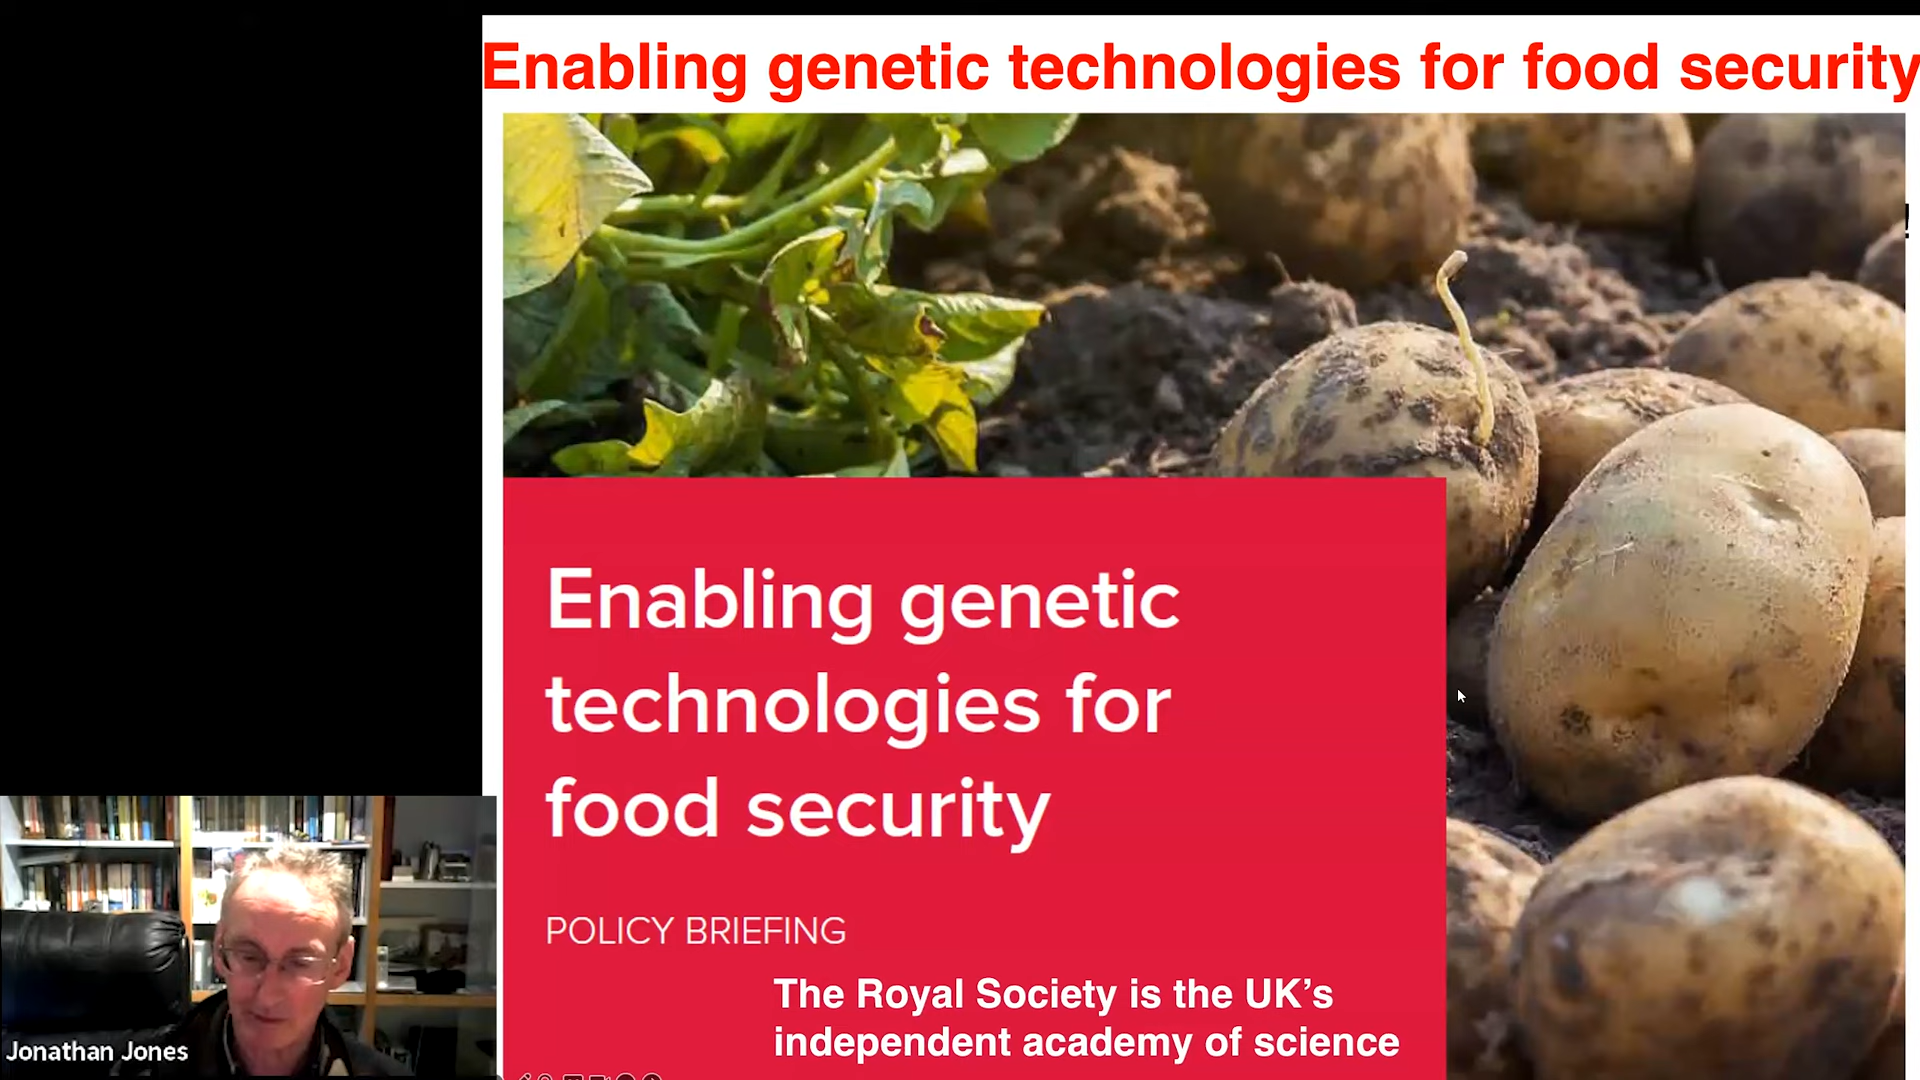 Enabling genetic technologies for food security
!
Enabling genetic
technologies for
food security
POLICY BRIEFING
The Royal Society is the UK’s
independent academy of science
Jonathan Jones